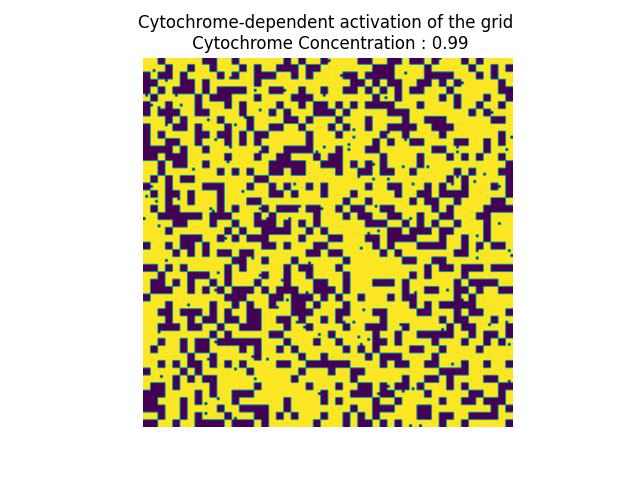 Cytochrome-dependent activation of the grid
Cytochrome Concentration : 0.99